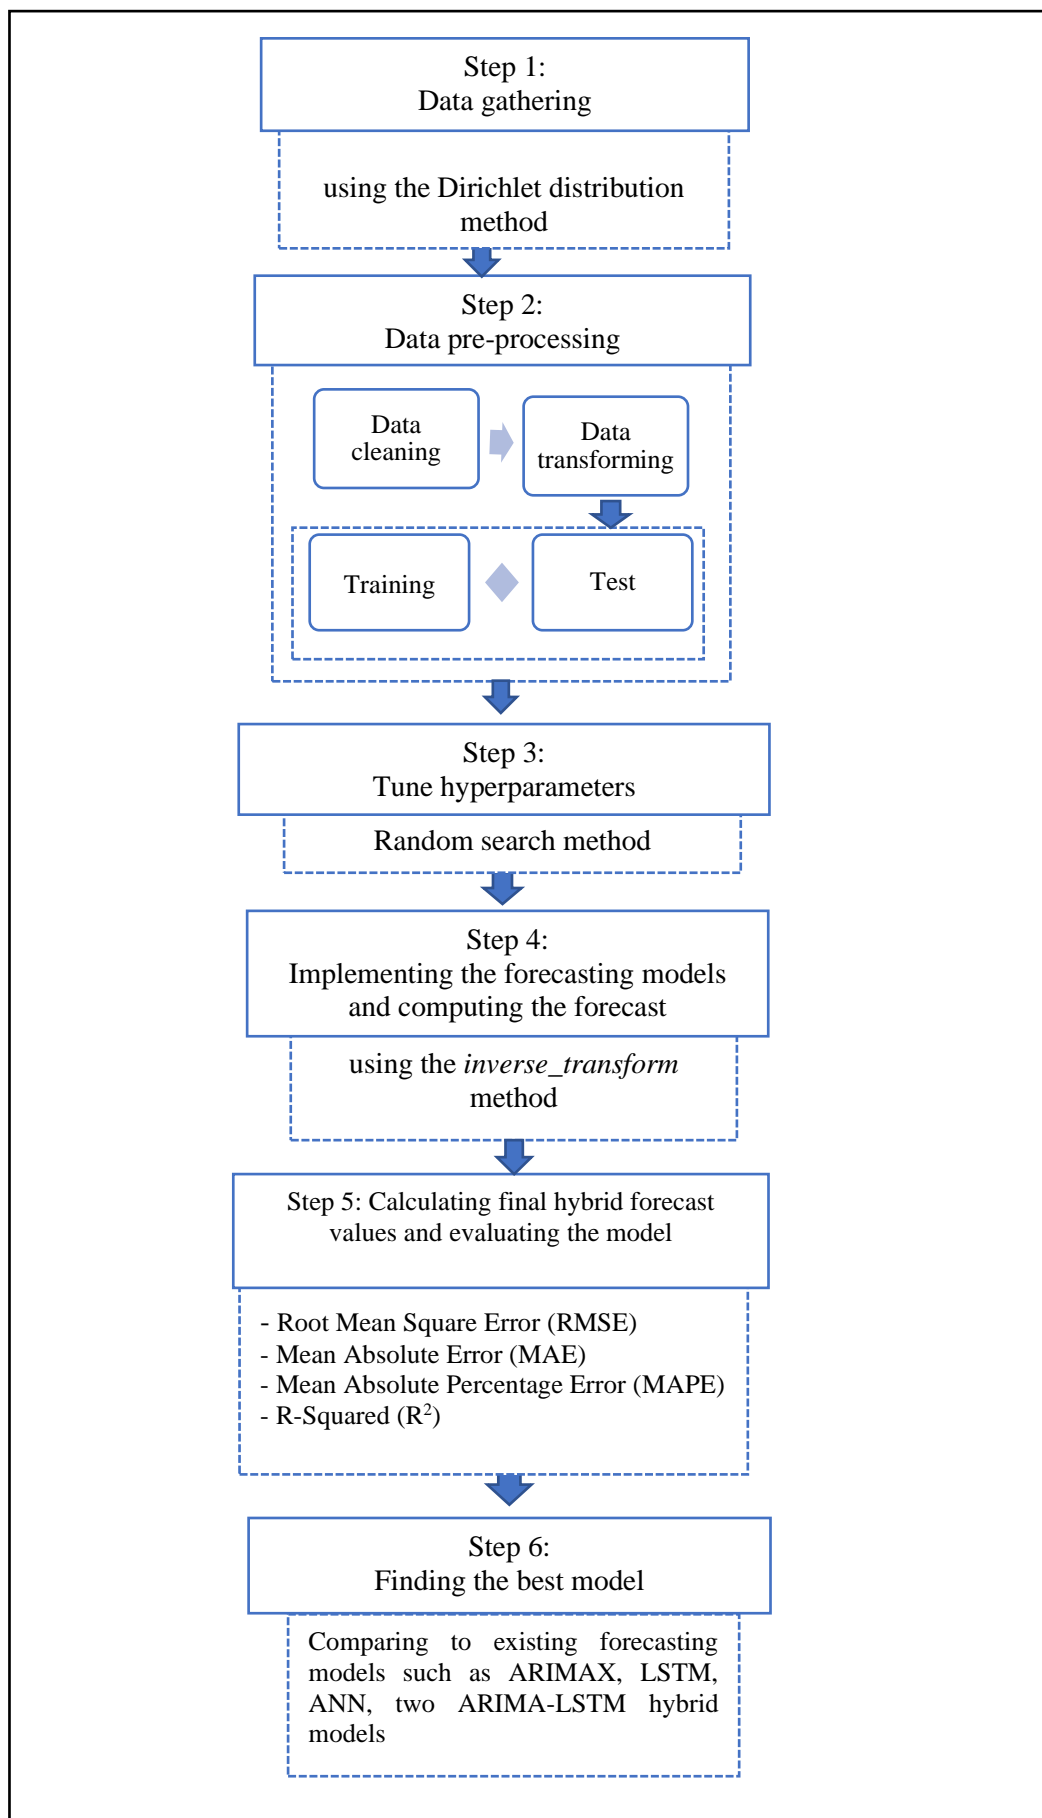 Step 1:
Data gathering
using the Dirichlet distribution
method
Step 2:
Data pre-processing
Data
cleaning
Data
transforming
Training
Test
Step 3:
Tune hyperparameters
Random search method
Step 4:
Implementing the forecasting models
and computing the forecast
using the inverse_transform
method
Step 5: Calculating final hybrid forecast
values and evaluating the model
- Root Mean Square Error (RMSE)
- Mean Absolute Error (MAE)
- Mean Absolute Percentage Error (MAPE)
- R-Squared (R²)
Step 6:
Finding the best model
Comparing to existing forecasting
models such as ARIMAX, LSTM,
ANN, two ARIMA-LSTM hybrid
models